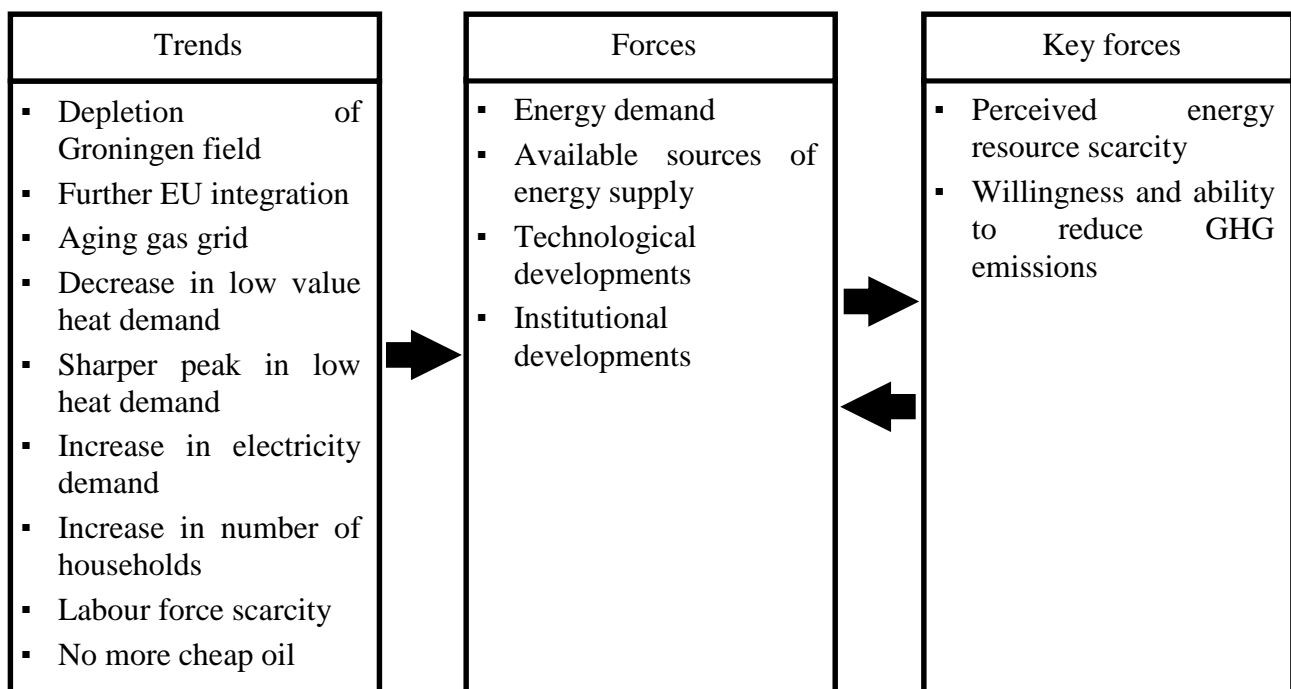 Trends
▪ Depletion of
Groningen field
▪ Further EU integration
▪ Aging gas grid
▪ Decrease in low value
heat demand
▪ Sharper peak in low
heat demand
▪ Increase in electricity
demand
▪ Increase in number of
households
▪ Labour force scarcity
▪ No more cheap oil
Forces
▪ Energy demand
▪ Available sources of
energy supply
▪ Technological
developments
▪ Institutional
developments
Key forces
▪ Perceived energy
resource scarcity
▪ Willingness and ability
to reduce GHG
emissions